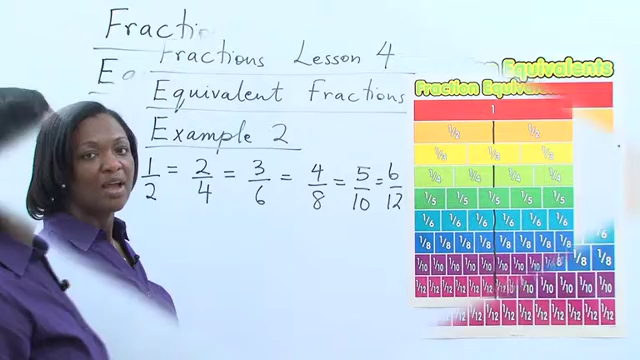 Fracti
Fractions Lesson 4
E
Equivalent Fractions
Example 2
1/2 = 2/4 = 3/6 = 4/8 = 5/10 = 6/12
Equivalents
Fraction Equiv
1
1/2 1/2
1/3 1/3 1/3
1/4 1/4 1/4 1/4
1/5 1/5 1/5 1/5
1/6 1/6 1/6 1/6 1/6
1/8 1/8 1/8 1/8 1/8 1/8 1/8
1/10 1/10 1/10 1/10 1/10 1/10 1/10 1/10 1/10
1/12 1/12 1/12 1/12 1/12 1/12 1/12 1/12 1/12
1/12 1/12 1/12 1/12 1/12